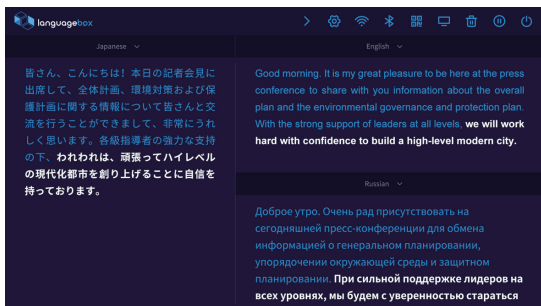 languagebox
Japanese
English
皆さん、こんにちは！本日の記者会見に
出席して、全体計画、環境対策および保
護計画に関する情報について皆さんと交
流を行うことができまして、非常にうれ
しく思います。各級指導者の強力な支持
の下、われわれは、頑張ってハイレベル
の現代化都市を創り上げることに自信を
持っております。
Good morning. It is my great pleasure to be here at the press
conference to share with you information about the overall
plan and the environmental governance and protection plan.
With the strong support of leaders at all levels, we will work
hard with confidence to build a high-level modern city.
Russian
Доброе утро. Очень рад присутствовать на
сегодняшней пресс-конференции для обмена
информацией о генеральном планировании,
упорядочении окружающей среды и защитном
планировании. При сильной поддержке лидеров на
всех уровнях, мы будем с уверенностью стараться